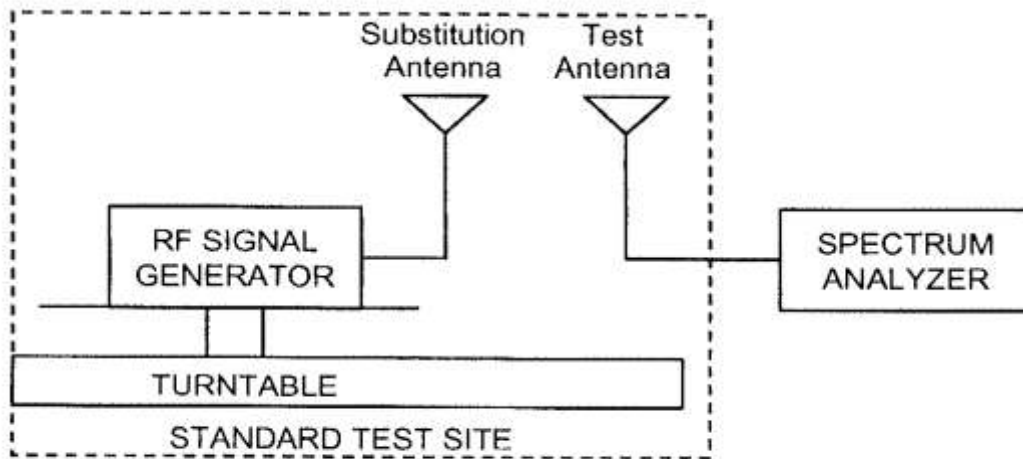 Substitution
Antenna
Test
Antenna
RF SIGNAL
GENERATOR
SPECTRUM
ANALYZER
TURNTABLE
STANDARD TEST SITE